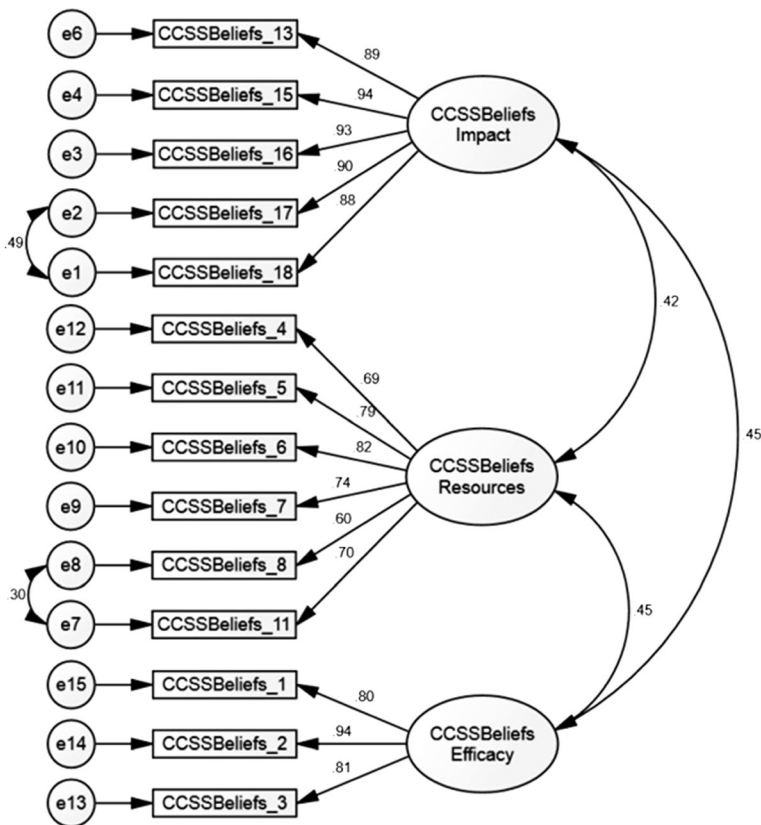 e6
CCSSBeliefs_13
.89
e4
CCSSBeliefs_15
.94
e3
CCSSBeliefs_16
.93
e2
CCSSBeliefs_17
.90
e1
CCSSBeliefs_18
.88
.49
CCSSBeliefs
Impact
e12
CCSSBeliefs_4
.69
e11
CCSSBeliefs_5
.79
e10
CCSSBeliefs_6
.82
e9
CCSSBeliefs_7
.74
e8
CCSSBeliefs_8
.60
e7
CCSSBeliefs_11
.70
.30
CCSSBeliefs
Resources
e15
CCSSBeliefs_1
.80
e14
CCSSBeliefs_2
.94
e13
CCSSBeliefs_3
.81
CCSSBeliefs
Efficacy
.42
.45
.45